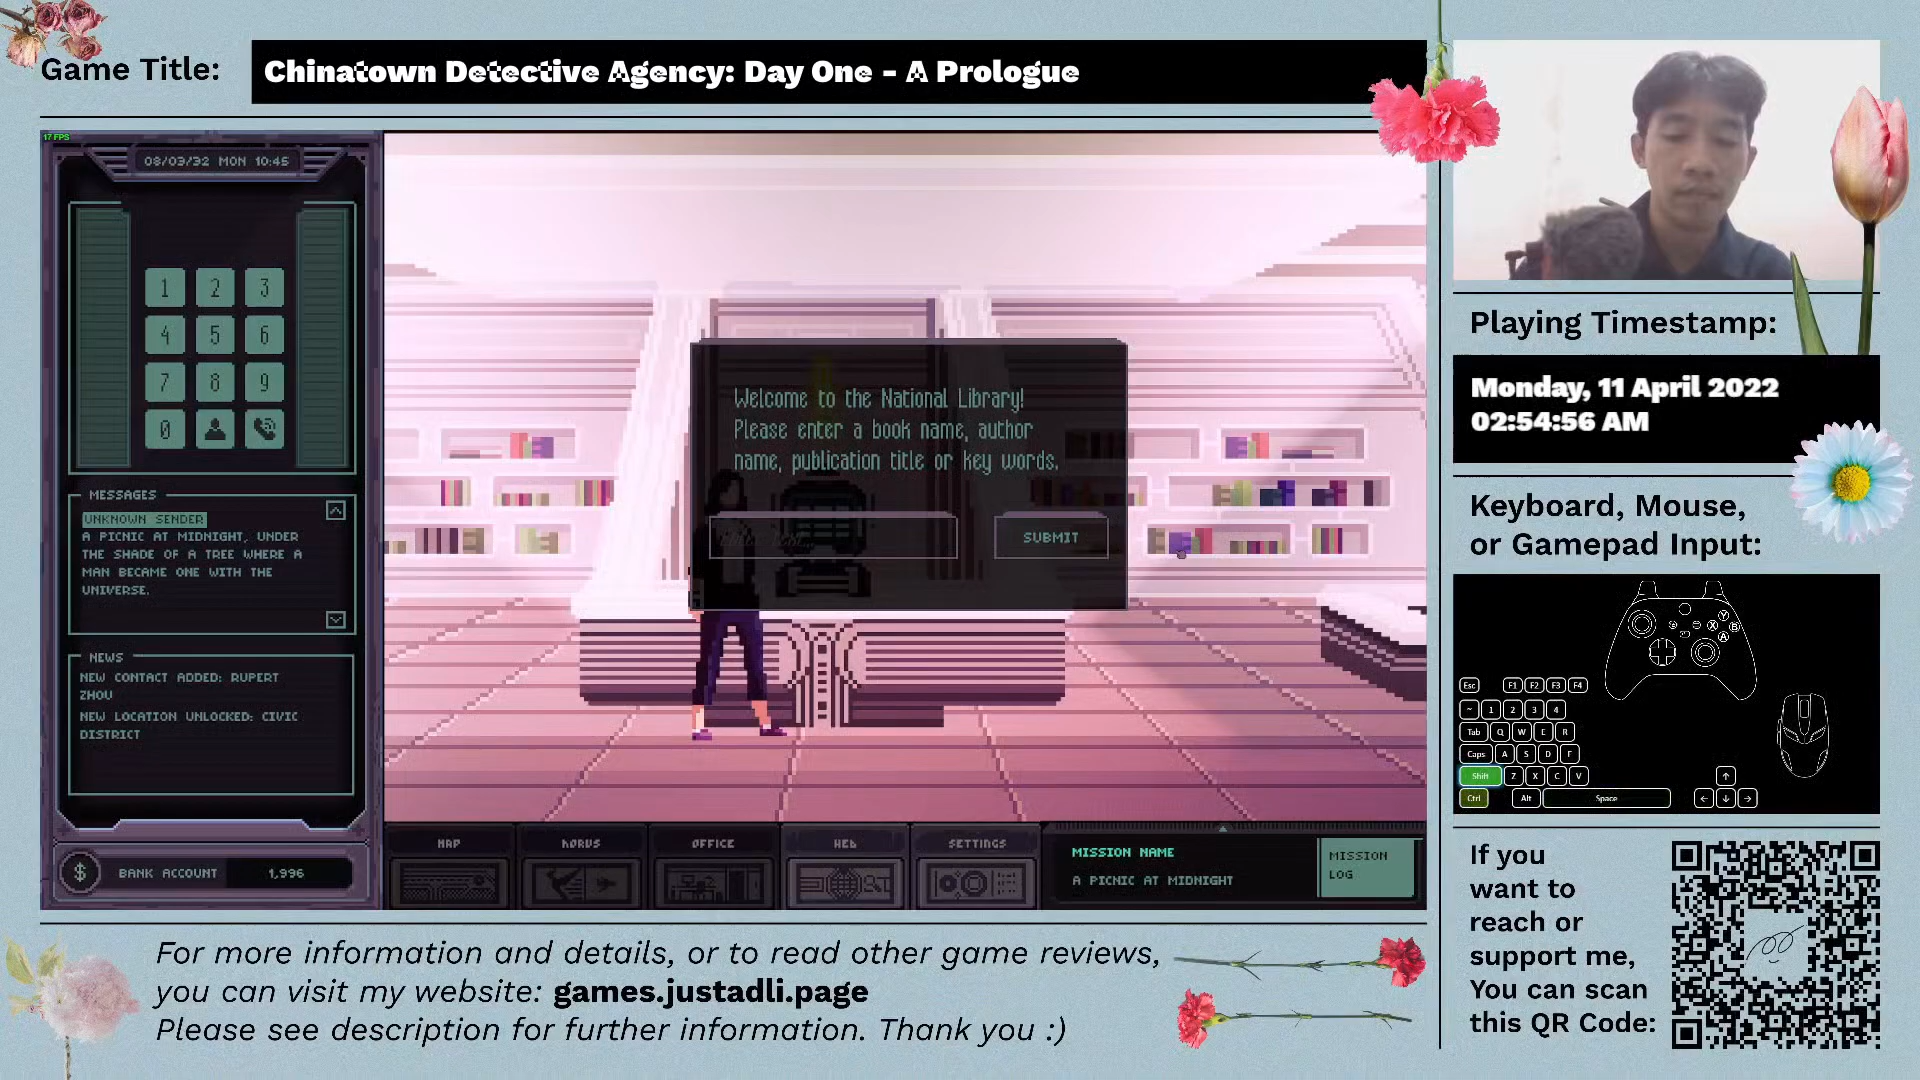 Game Title:
Chinatown Detective Agency: Day One - A Prologue
17 FPS
08/03/32 MON 10:45
1 2 3
4 5 6
7 8 9
0
MESSAGES
UNKNOWN SENDER
A PICNIC AT MIDNIGHT, UNDER
THE SHADE OF A TREE WHERE A
MAN BECAME ONE WITH THE
UNIVERSE.
NEWS
NEW CONTACT ADDED: RUPERT
ZHOU
NEW LOCATION UNLOCKED: CIVIC
DISTRICT
$ BANK ACCOUNT 1,996
Welcome to the National Library!
Please enter a book name, author
name, publication title or key words.
Enter Text...
SUBMIT
MAP HORUS OFFICE WEB SETTINGS
MISSION NAME
A PICNIC AT MIDNIGHT
MISSION
LOG
Playing Timestamp:
Monday, 11 April 2022
02:54:56 AM
Keyboard, Mouse,
or Gamepad Input:
Y
X B
A
Esc F1 F2 F3 F4
~ 1 2 3 4
Tab Q W E R
Caps A S D F
Shift Z X C V
Ctrl Alt Space ← ↑ ↓ →
For more information and details, or to read other game reviews,
you can visit my website: games.justadli.page
Please see description for further information. Thank you :)
If you
want to
reach or
support me,
You can scan
this QR Code: